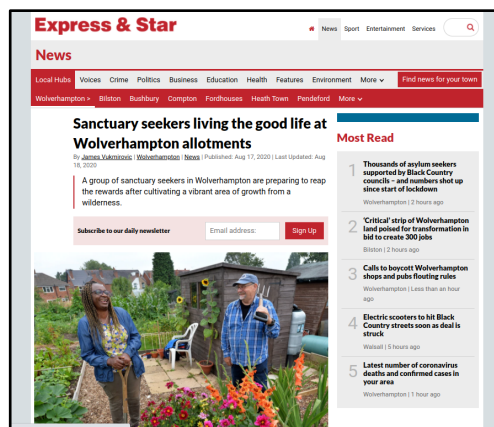 Express & Star
News Sport Entertainment Services
News
Local Hubs Voices Crime Politics Business Education Health Features Environment More Find news for your town
Wolverhampton > Bilston Bushbury Compton Fordhouses Heath Town Pendeford More
Sanctuary seekers living the good life at
Wolverhampton allotments
By James Vukmirovic | Wolverhampton | News | Published: Aug 17, 2020 | Last Updated: Aug
18, 2020
A group of sanctuary seekers in Wolverhampton are preparing to reap
the rewards after cultivating a vibrant area of growth from a
wilderness.
Subscribe to our daily newsletter Email address: Sign Up
Most Read
1 Thousands of asylum seekers
supported by Black Country
councils – and numbers shot up
since start of lockdown
Wolverhampton | 2 hours ago
2 'Critical' strip of Wolverhampton
land poised for transformation in
bid to create 300 jobs
Bilston | 2 hours ago
3 Calls to boycott Wolverhampton
shops and pubs flouting rules
Wolverhampton | Less than an hour
ago
4 Electric scooters to hit Black
Country streets soon as deal is
struck
Walsall | 5 hours ago
5 Latest number of coronavirus
deaths and confirmed cases in
your area
Wolverhampton | 1 hour ago